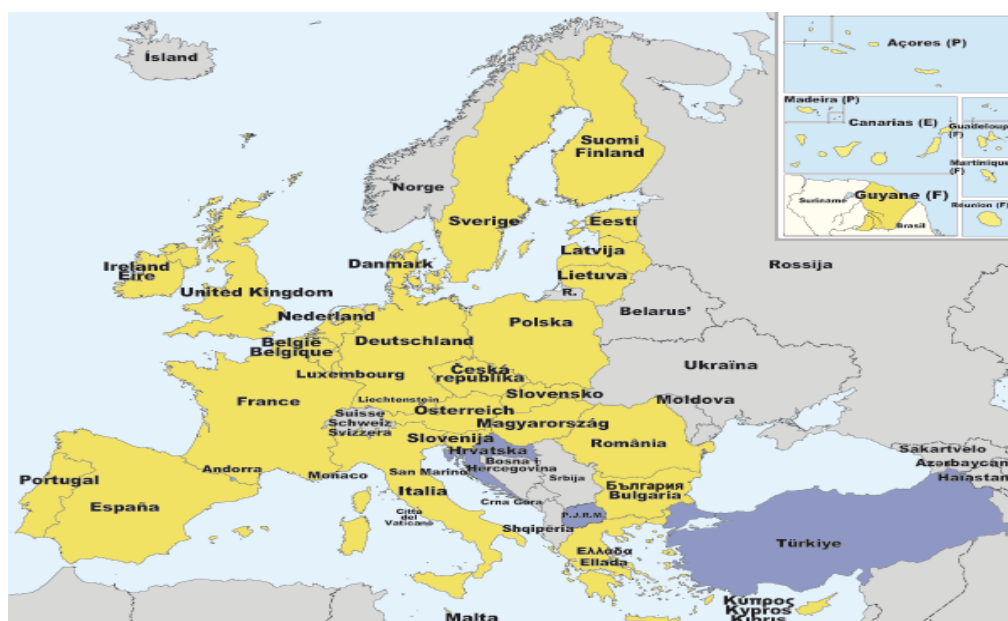 Ísland
Açores (P)
Madeira (P)
Canarias (E)
Guadeloup
(F)
Martinique
(F)
Guyane (F)
Suriname
Réunion (F)
Brasil
Suomi
Finland
Norge
Sverige
Eesti
Latvija
Danmark
Lietuva
R.
Rossija
Ireland
Éire
United Kingdom
Nederland
Belarus’
Polska
België
Belgique
Deutschland
Luxembourg
Česká
republika
Ukraïna
Slovensko
Moldova
France
Liechtenstein
Österreich
Suisse
Schweiz
Svizzera
Magyarország
Slovenija
România
Hrvatska
Bosna i
Hercegovina
Sakartvelo
Azərbaycan
Haïastan
Andorra
Monaco
San Marino
Srbija
Portugal
España
Italia
България
Bulgaria
Crna Gora
P.J.R.M.
Città
del
Vaticano
Shqipëria
Türkiye
Ελλάδα
Ellada
Malta
Κύπρος
Kypros
Kıbrıs